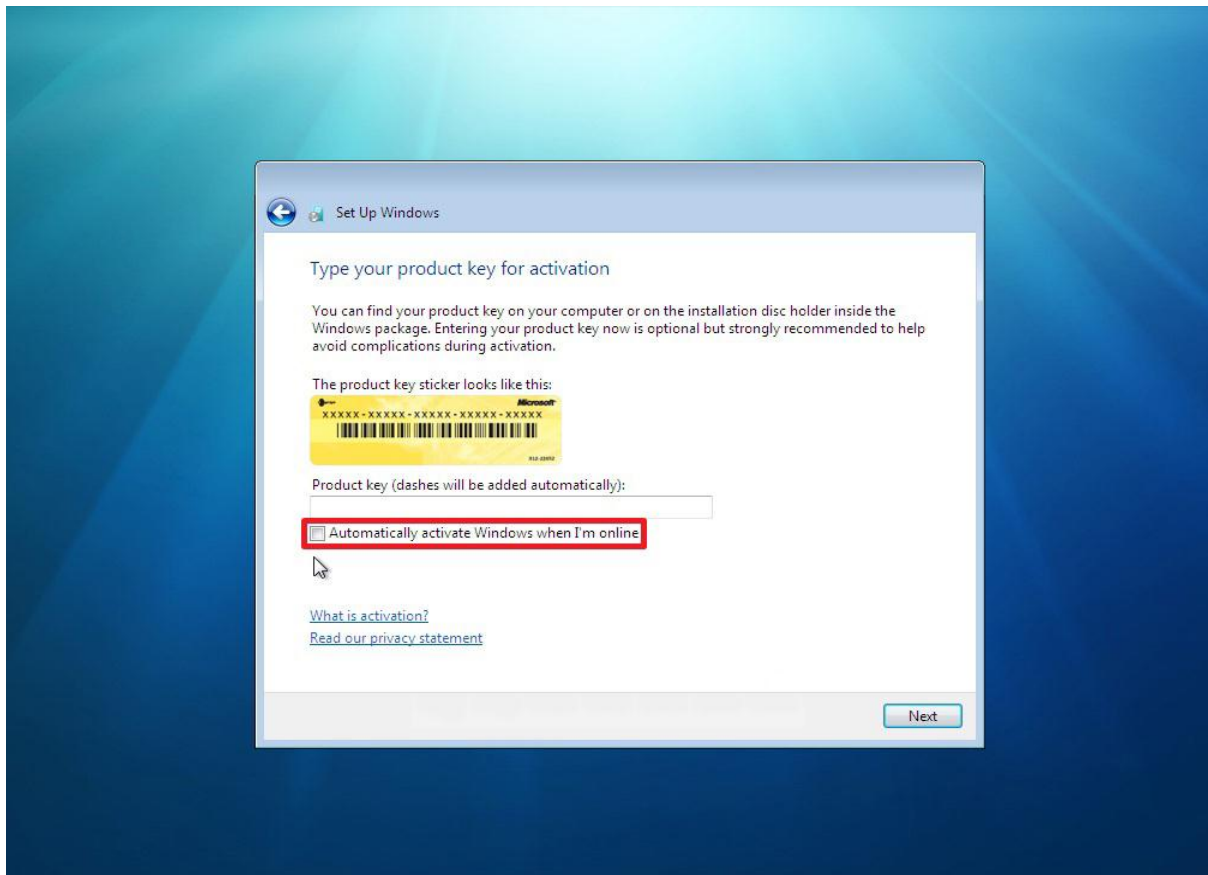 Set Up Windows
Type your product key for activation
You can find your product key on your computer or on the installation disc holder inside the
Windows package. Entering your product key now is optional but strongly recommended to help
avoid complications during activation.
The product key sticker looks like this:
Microsoft
XXXXX-XXXXX-XXXXX-XXXXX-XXXXX
Product key (dashes will be added automatically):
Automatically activate Windows when I'm online
What is activation?
Read our privacy statement
Next